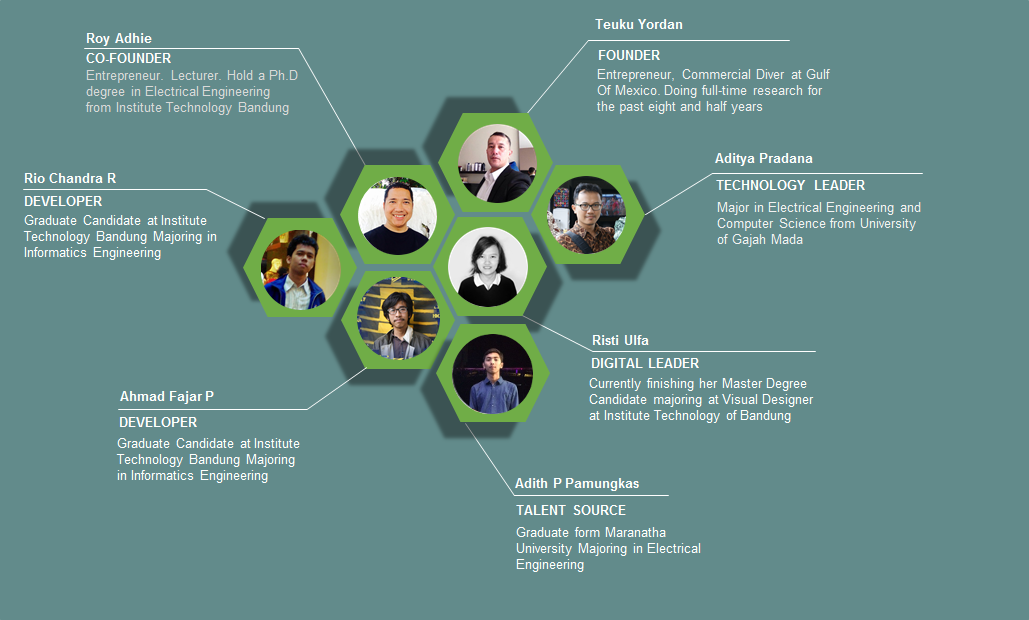 Roy Adhie
CO-FOUNDER
Entrepreneur. Lecturer. Hold a Ph.D
degree in Electrical Engineering
from Institute Technology Bandung
Teuku Yordan
FOUNDER
Entrepreneur, Commercial Diver at Gulf
Of Mexico. Doing full-time research for
the past eight and half years
Rio Chandra R
DEVELOPER
Graduate Candidate at Institute
Technology Bandung Majoring in
Informatics Engineering
Aditya Pradana
TECHNOLOGY LEADER
Major in Electrical Engineering and
Computer Science from University
of Gajah Mada
Ahmad Fajar P
DEVELOPER
Graduate Candidate at Institute
Technology Bandung Majoring
in Informatics Engineering
Risti Ulfa
DIGITAL LEADER
Currently finishing her Master Degree
Candidate majoring at Visual Designer
at Institute Technology of Bandung
Adith P Pamungkas
TALENT SOURCE
Graduate form Maranatha
University Majoring in Electrical
Engineering